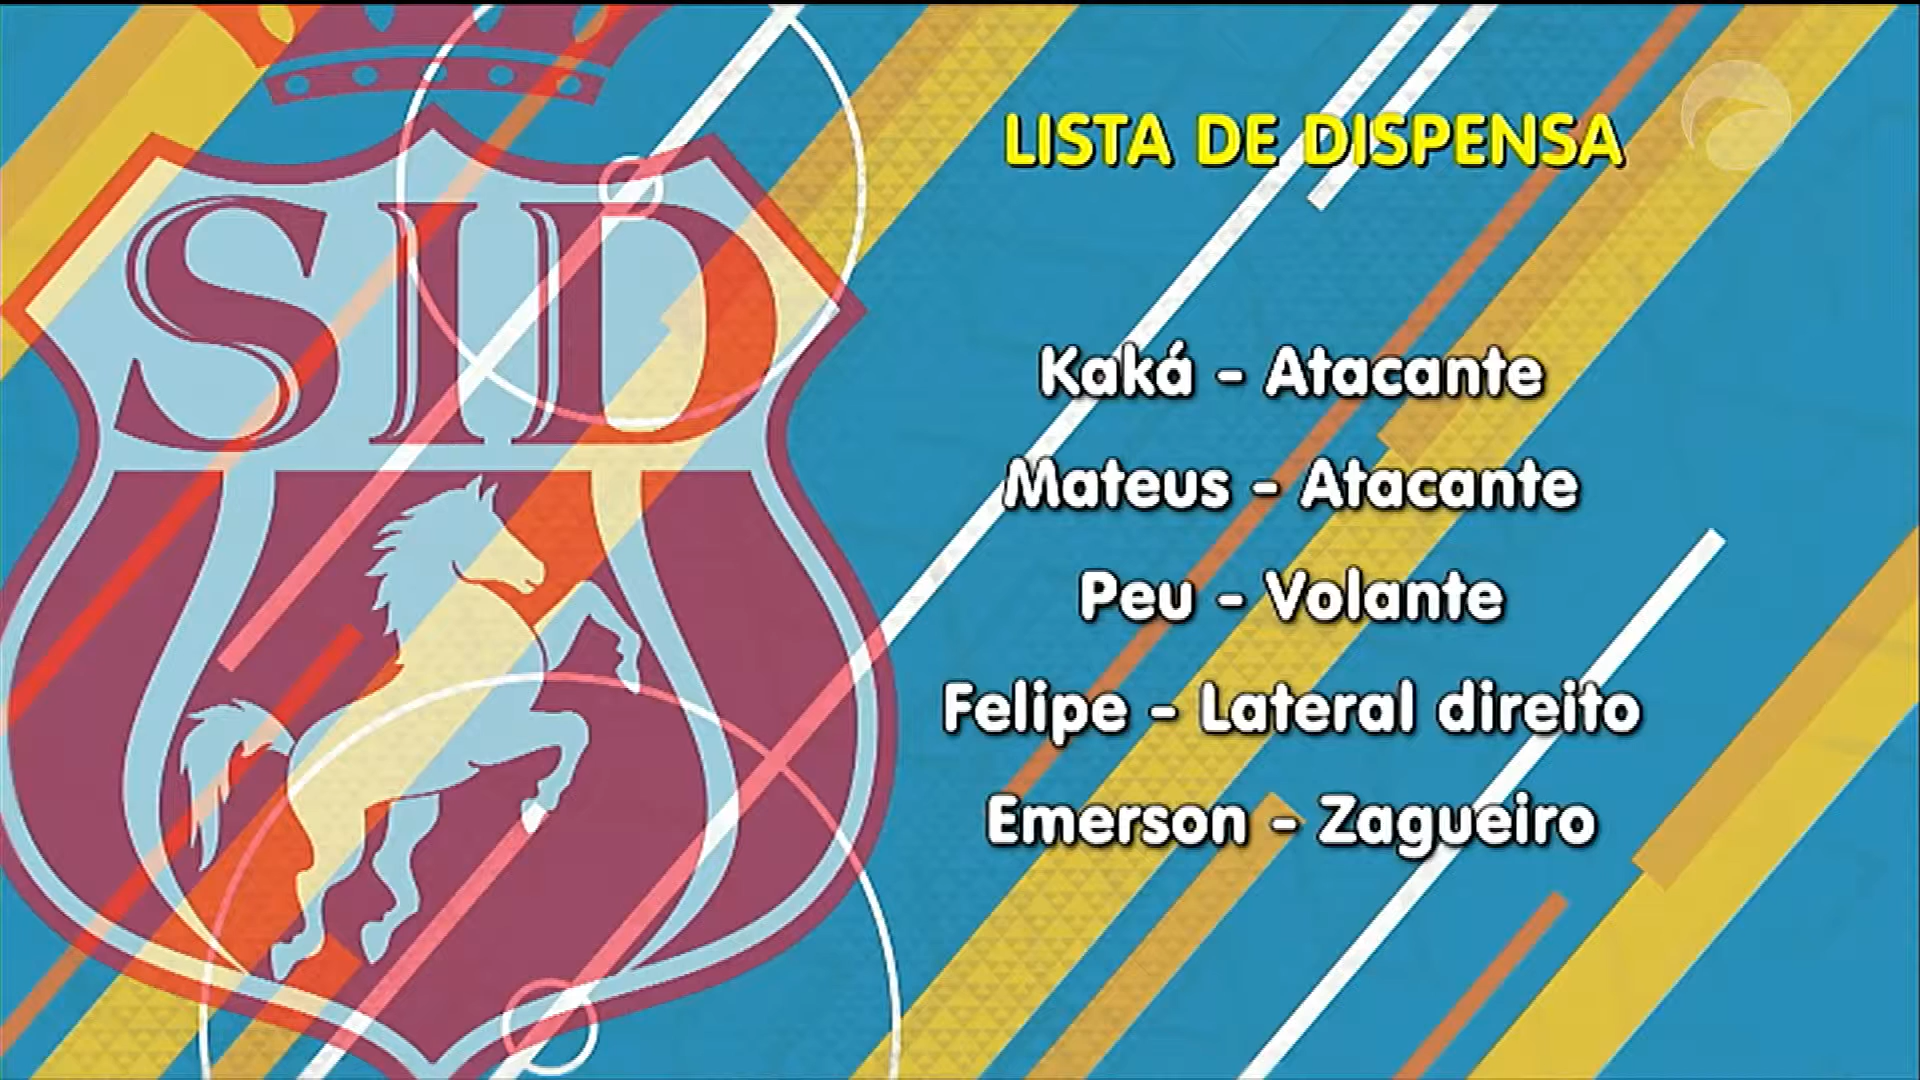 SID
LISTA DE DISPENSA
Kaká - Atacante
Mateus - Atacante
Peu - Volante
Felipe - Lateral direito
Emerson - Zagueiro